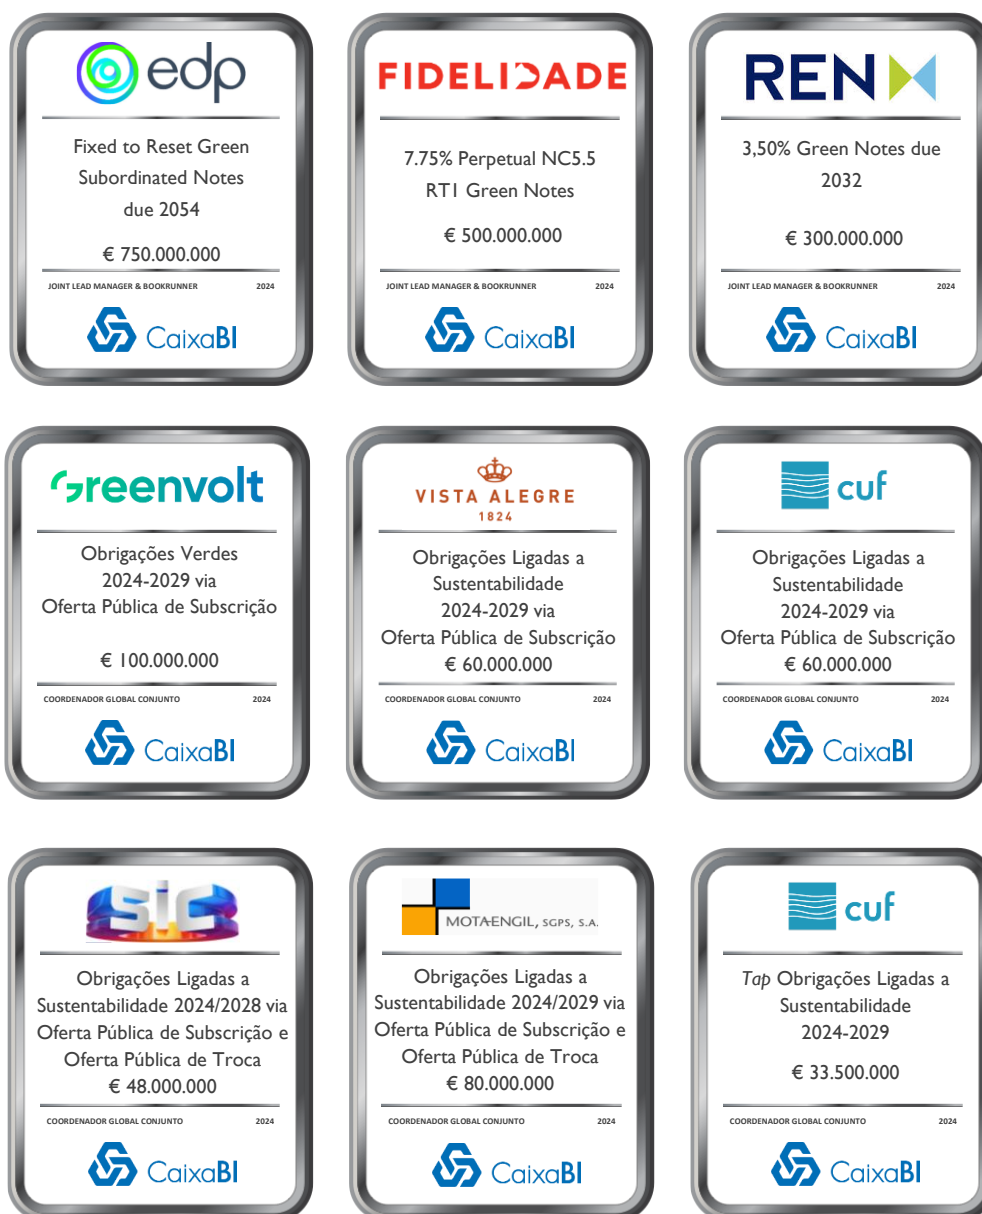 edp
Fixed to Reset Green
Subordinated Notes
due 2054
€ 750.000.000
JOINT LEAD MANAGER & BOOKRUNNER 2024
CaixaBI
FIDELIDADE
7.75% Perpetual NC5.5
RT1 Green Notes
€ 500.000.000
JOINT LEAD MANAGER & BOOKRUNNER 2024
CaixaBI
REN
3,50% Green Notes due
2032
€ 300.000.000
JOINT LEAD MANAGER & BOOKRUNNER 2024
CaixaBI
Greenvolt
Obrigações Verdes
2024-2029 via
Oferta Pública de Subscrição
€ 100.000.000
COORDENADOR GLOBAL CONJUNTO 2024
CaixaBI
VISTA ALEGRE
1824
Obrigações Ligadas a
Sustentabilidade
2024-2029 via
Oferta Pública de Subscrição
€ 60.000.000
COORDENADOR GLOBAL CONJUNTO 2024
CaixaBI
cuf
Obrigações Ligadas a
Sustentabilidade
2024-2029 via
Oferta Pública de Subscrição
€ 60.000.000
COORDENADOR GLOBAL CONJUNTO 2024
CaixaBI
SIC
Obrigações Ligadas a
Sustentabilidade 2024/2028 via
Oferta Pública de Subscrição e
Oferta Pública de Troca
€ 48.000.000
COORDENADOR GLOBAL CONJUNTO 2024
CaixaBI
MOTA-ENGIL, SGPS, S.A.
Obrigações Ligadas a
Sustentabilidade 2024/2029 via
Oferta Pública de Subscrição e
Oferta Pública de Troca
€ 80.000.000
COORDENADOR GLOBAL CONJUNTO 2024
CaixaBI
cuf
Tap Obrigações Ligadas a
Sustentabilidade
2024-2029
€ 33.500.000
COORDENADOR GLOBAL CONJUNTO 2024
CaixaBI